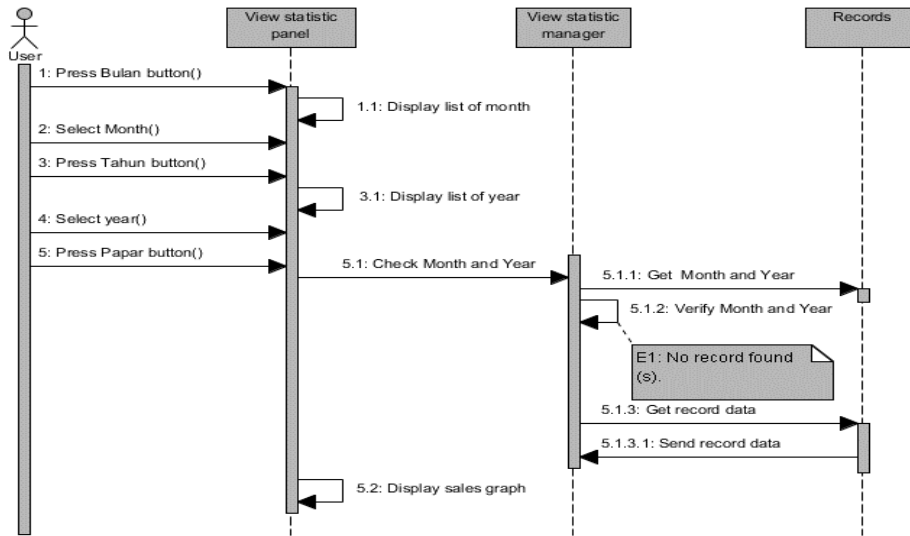 User
View statistic
panel
View statistic
manager
Records
1: Press Bulan button()
1.1: Display list of month
2: Select Month()
3: Press Tahun button()
3.1: Display list of year
4: Select year()
5: Press Papar button()
5.1: Check Month and Year
5.1.1: Get  Month and Year
5.1.2: Verify Month and Year
E1: No record found
(s).
5.1.3: Get record data
5.1.3.1: Send record data
5.2: Display sales graph